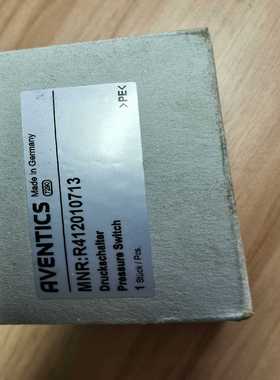 AVENTICS Made in Germany
MNR:R412010713
Druckschalter
Pressure Switch
1 Stück / Pcs.
>PE<